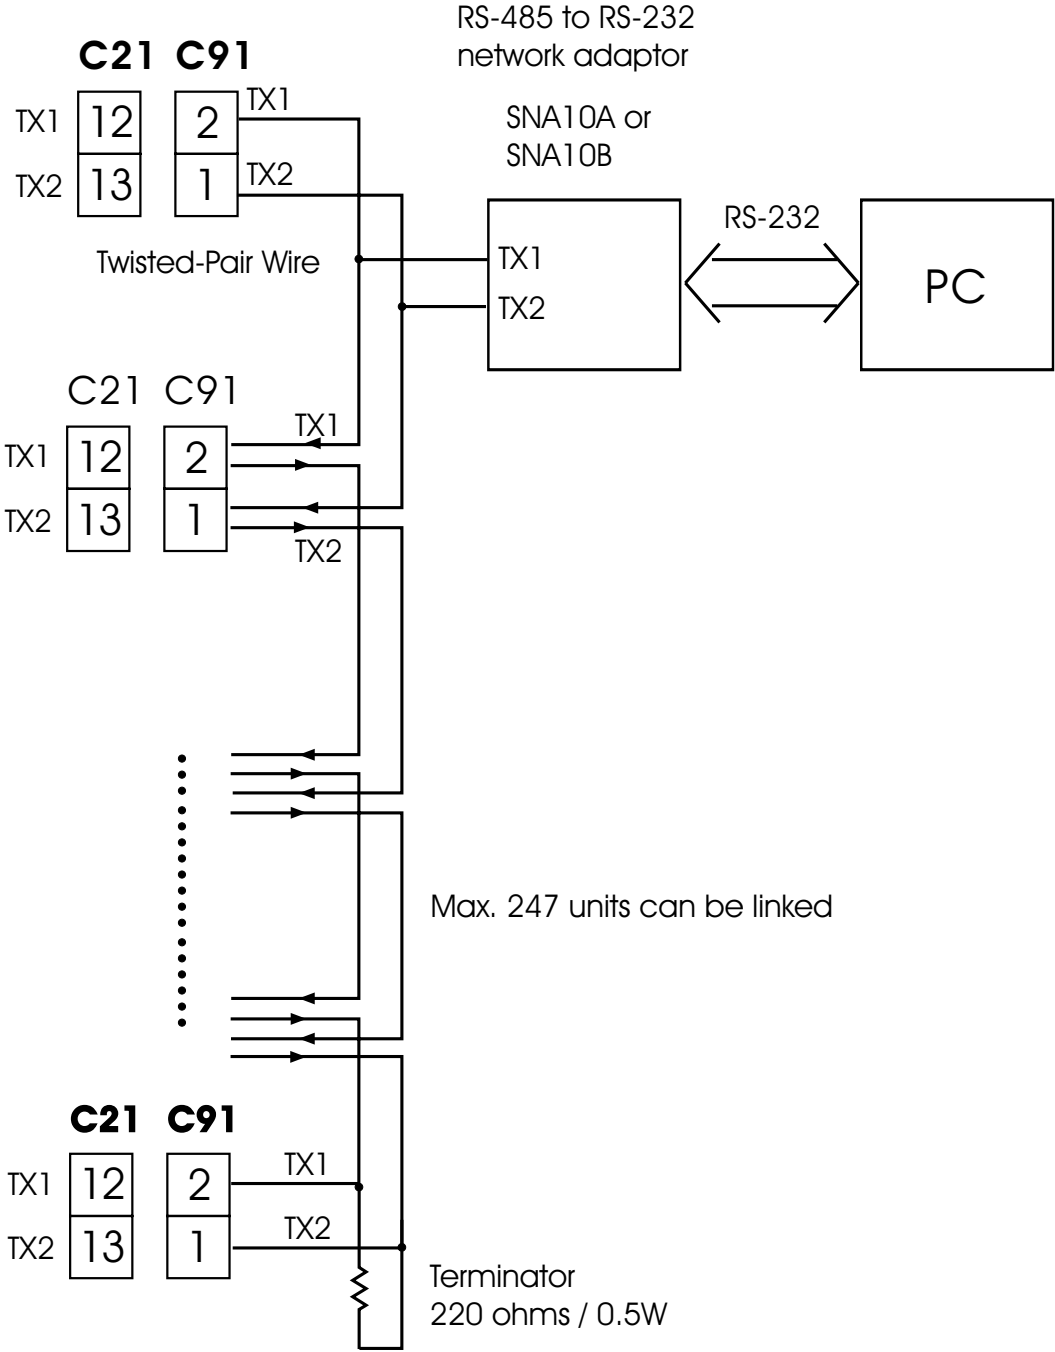 RS-485 to RS-232
network adaptor
C21 C91
TX1 12 2 TX1
TX2 13 1 TX2
SNA10A or
SNA10B
Twisted-Pair Wire
TX1
TX2
RS-232
PC
C21 C91
TX1 12 2 TX1
TX2 13 1 TX2
Max. 247 units can be linked
C21 C91
TX1 12 2 TX1
TX2 13 1 TX2
Terminator
220 ohms / 0.5W